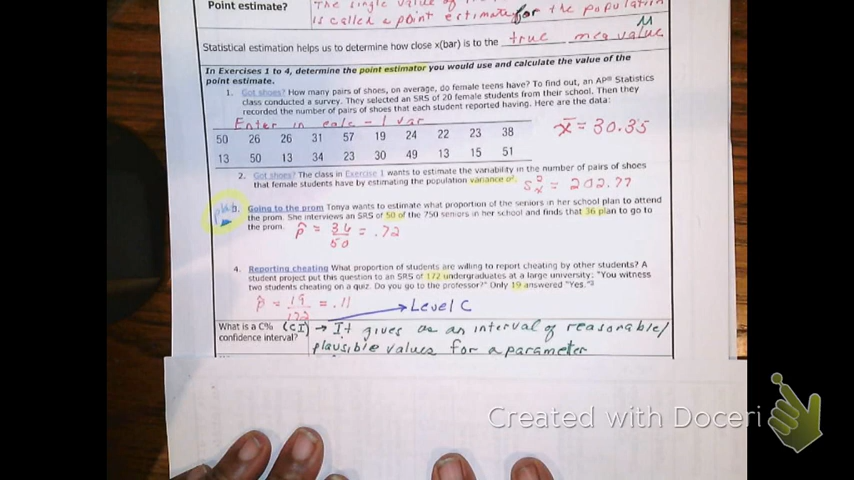 Point estimate?
The single value of
is called a point estimate for the population
μ
Statistical estimation helps us to determine how close x(bar) is to the true value
In Exercises 1 to 4, determine the point estimator you would use and calculate the value of the
point estimate.
1. Got shoes? How many pairs of shoes, on average, do female teens have? To find out, an AP® Statistics
class conducted a survey. They selected an SRS of 20 female students from their school. Then they
recorded the number of pairs of shoes that each student reported having. Here are the data:
Enter in calc - 1 var
50 26 26 31 57 19 24 22 23 38
x̄ = 30.35
13 50 13 34 23 30 49 13 15 51
2. Got shoes? The class in Exercise 1 wants to estimate the variability in the number of pairs of shoes
that female students have by estimating the population variance σ². s²x = 202.77
3. Going to the prom Tonya wants to estimate what proportion of the seniors in her school plan to attend
the prom. She interviews an SRS of 50 of the 750 seniors in her school and finds that 36 plan to go to
the prom. p̂ = 36/50 = .72
4. Reporting cheating What proportion of students are willing to report cheating by other students? A
student project put this question to an SRS of 172 undergraduates at a large university: "You witness
two students cheating on a quiz. Do you go to the professor?" Only 19 answered "Yes."²
p̂ = 19/172 = .11
Level C
What is a C% (CI) → It gives as an interval of reasonable/
confidence interval? plausible values for a parameter
Created with Doceri